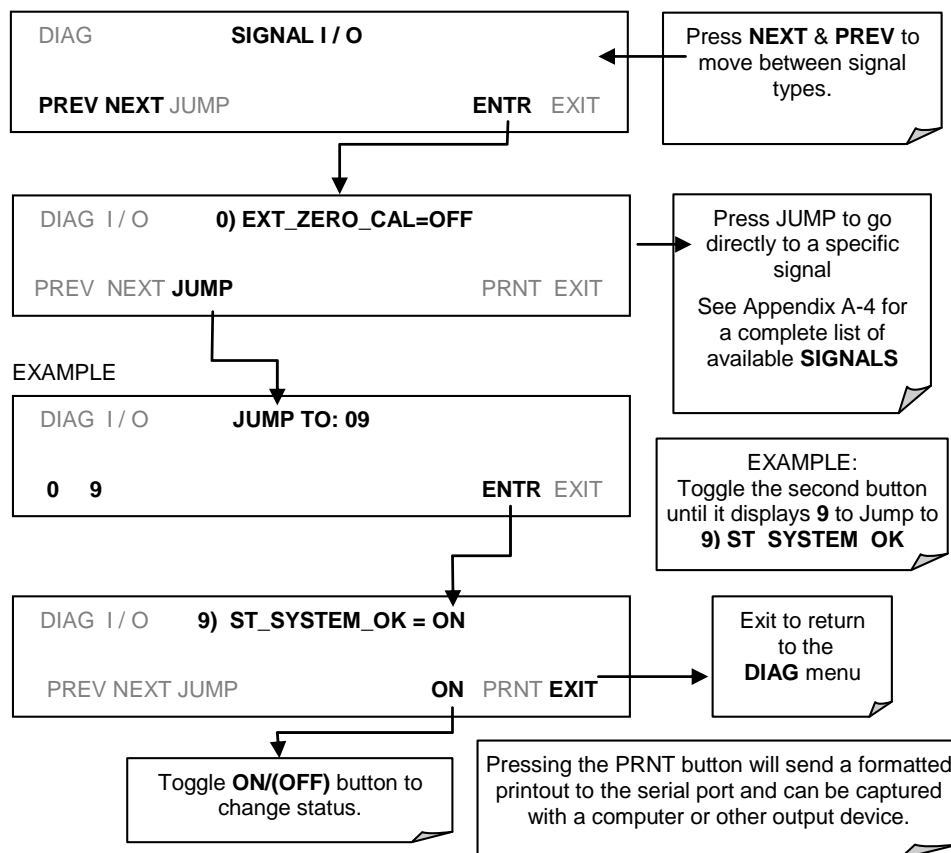 DIAG SIGNAL I / O
PREV NEXT JUMP ENTR EXIT
Press NEXT & PREV to
move between signal
types.
DIAG I / O 0) EXT_ZERO_CAL=OFF
PREV NEXT JUMP PRNT EXIT
Press JUMP to go
directly to a specific
signal
See Appendix A-4 for
a complete list of
available SIGNALS
EXAMPLE
DIAG I / O JUMP TO: 09
0 9 ENTR EXIT
EXAMPLE:
Toggle the second button
until it displays 9 to Jump to
9) ST SYSTEM OK
DIAG I / O 9) ST_SYSTEM_OK = ON
PREV NEXT JUMP ON PRNT EXIT
Exit to return
to the
DIAG menu
Toggle ON/(OFF) button to
change status.
Pressing the PRNT button will send a formatted
printout to the serial port and can be captured
with a computer or other output device.